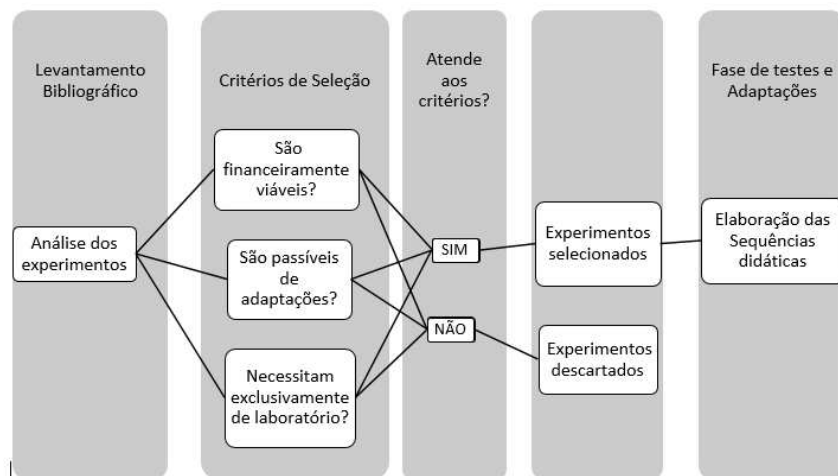 Levantamento
Bibliográfico
Critérios de Seleção
Atende
aos
critérios?
Fase de testes e
Adaptações
Análise dos
experimentos
São
financeiramente
viáveis?
São passíveis
de
adaptações?
Necessitam
exclusivamente
de laboratório?
SIM
NÃO
Experimentos
selecionados
Experimentos
descartados
Elaboração das
Sequências
didáticas